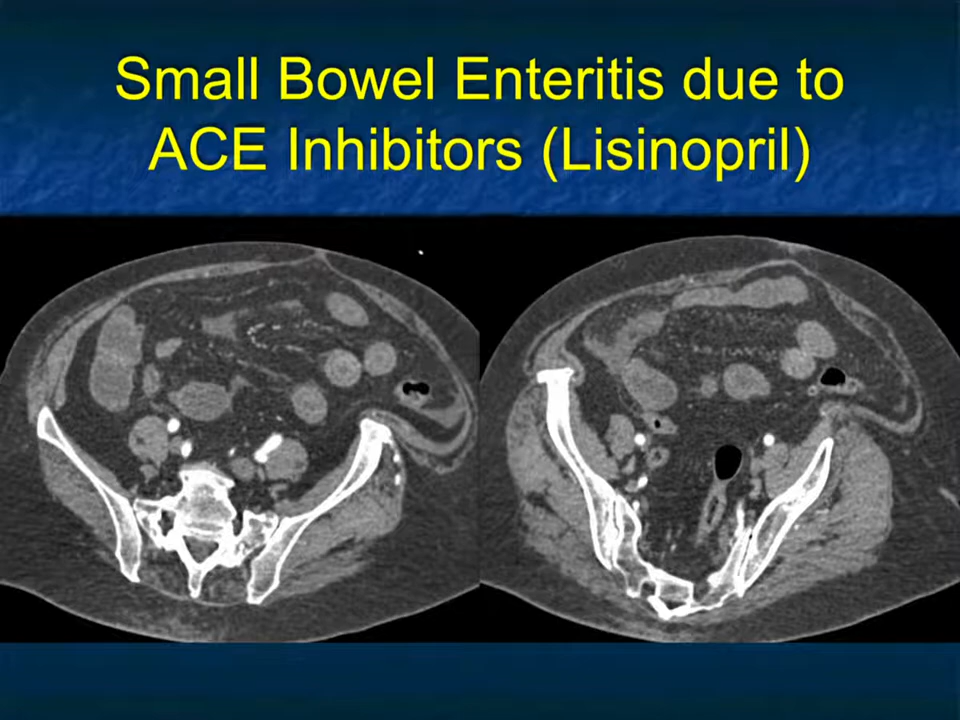 Small Bowel Enteritis due to
ACE Inhibitors (Lisinopril)